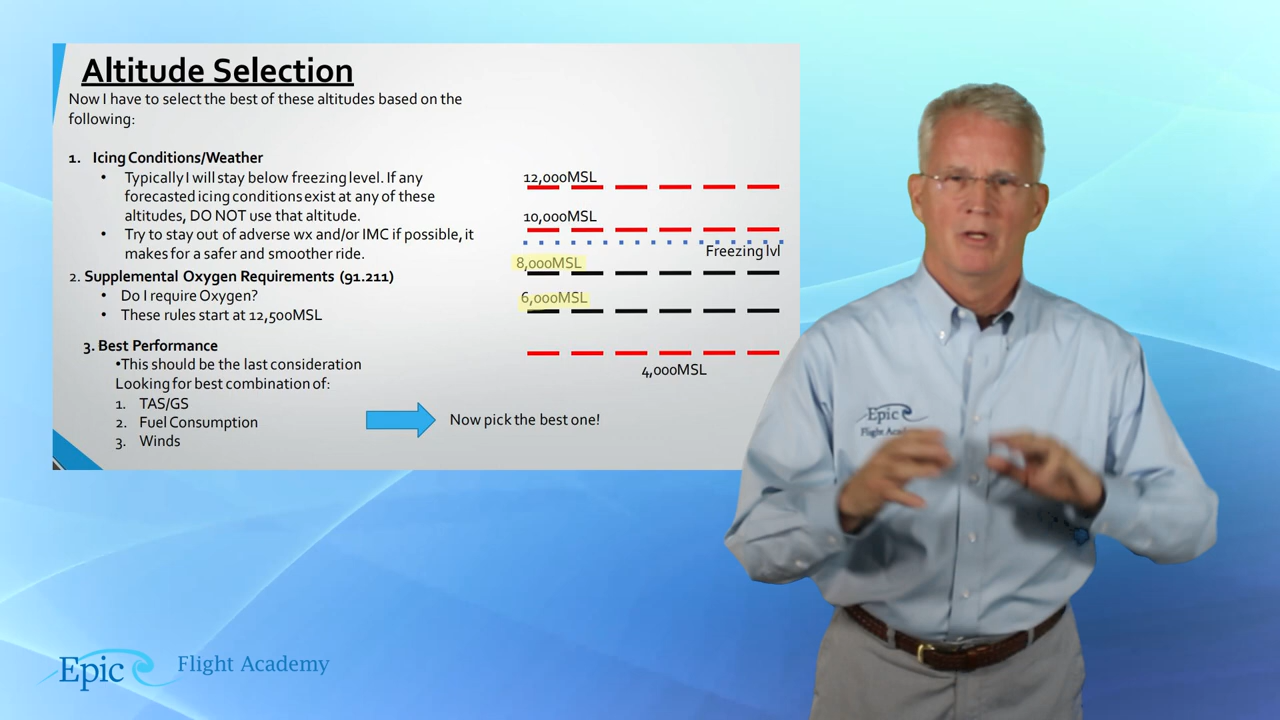 Altitude Selection
Now I have to select the best of these altitudes based on the
following:
1. Icing Conditions/Weather
• Typically I will stay below freezing level. If any
forecasted icing conditions exist at any of these
altitudes, DO NOT use that altitude.
• Try to stay out of adverse wx and/or IMC if possible, it
makes for a safer and smoother ride.
2. Supplemental Oxygen Requirements (91.211)
• Do I require Oxygen?
• These rules start at 12,500MSL
3. Best Performance
•This should be the last consideration
Looking for best combination of:
1. TAS/GS
2. Fuel Consumption
3. Winds
Now pick the best one!
12,000MSL
10,000MSL
Freezing lvl
8,000MSL
6,000MSL
4,000MSL
Epic
Flight
Epic Flight Academy